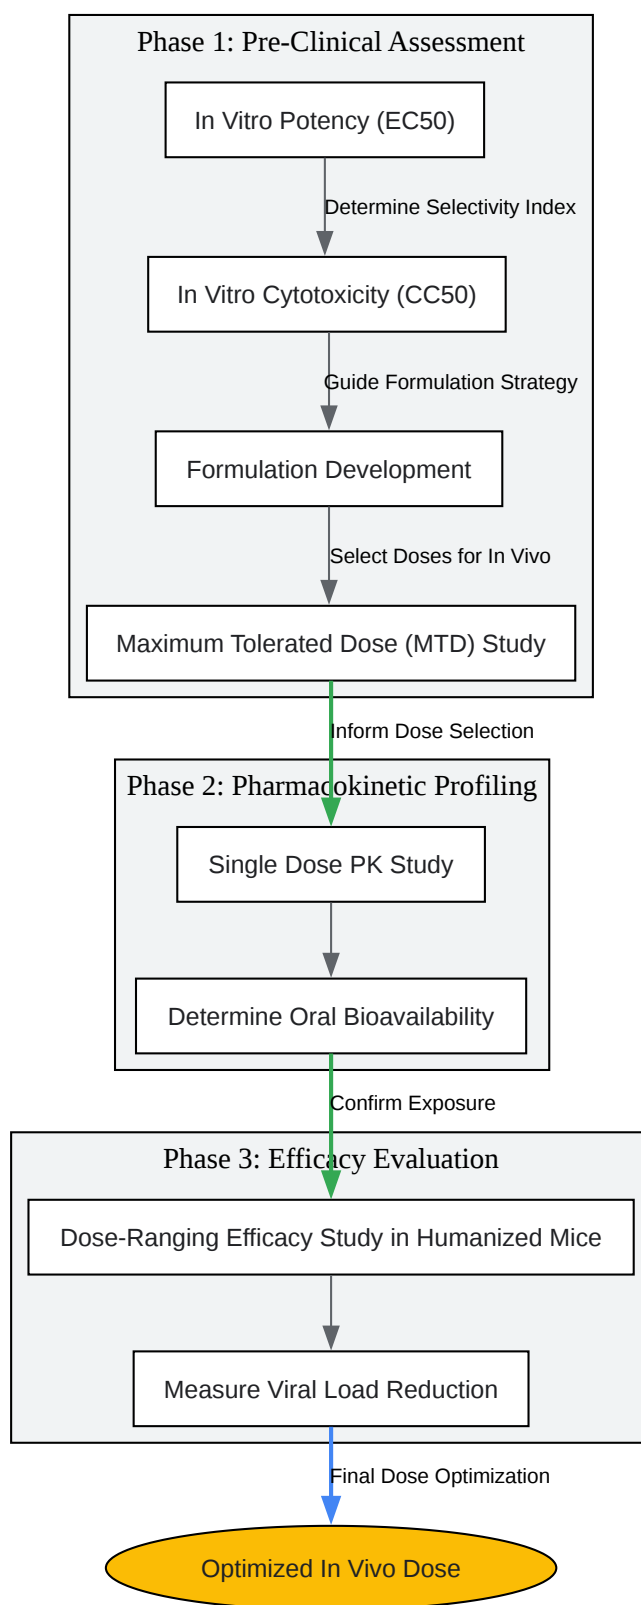 Phase 1: Pre-Clinical Assessment
In Vitro Potency (EC50)
Determine Selectivity Index
In Vitro Cytotoxicity (CC50)
Guide Formulation Strategy
Formulation Development
Select Doses for In Vivo
Maximum Tolerated Dose (MTD) Study
Inform Dose Selection
Phase 2: Pharmacokinetic Profiling
Single Dose PK Study
Determine Oral Bioavailability
Confirm Exposure
Phase 3: Efficacy Evaluation
Dose-Ranging Efficacy Study in Humanized Mice
Measure Viral Load Reduction
Final Dose Optimization
Optimized In Vivo Dose